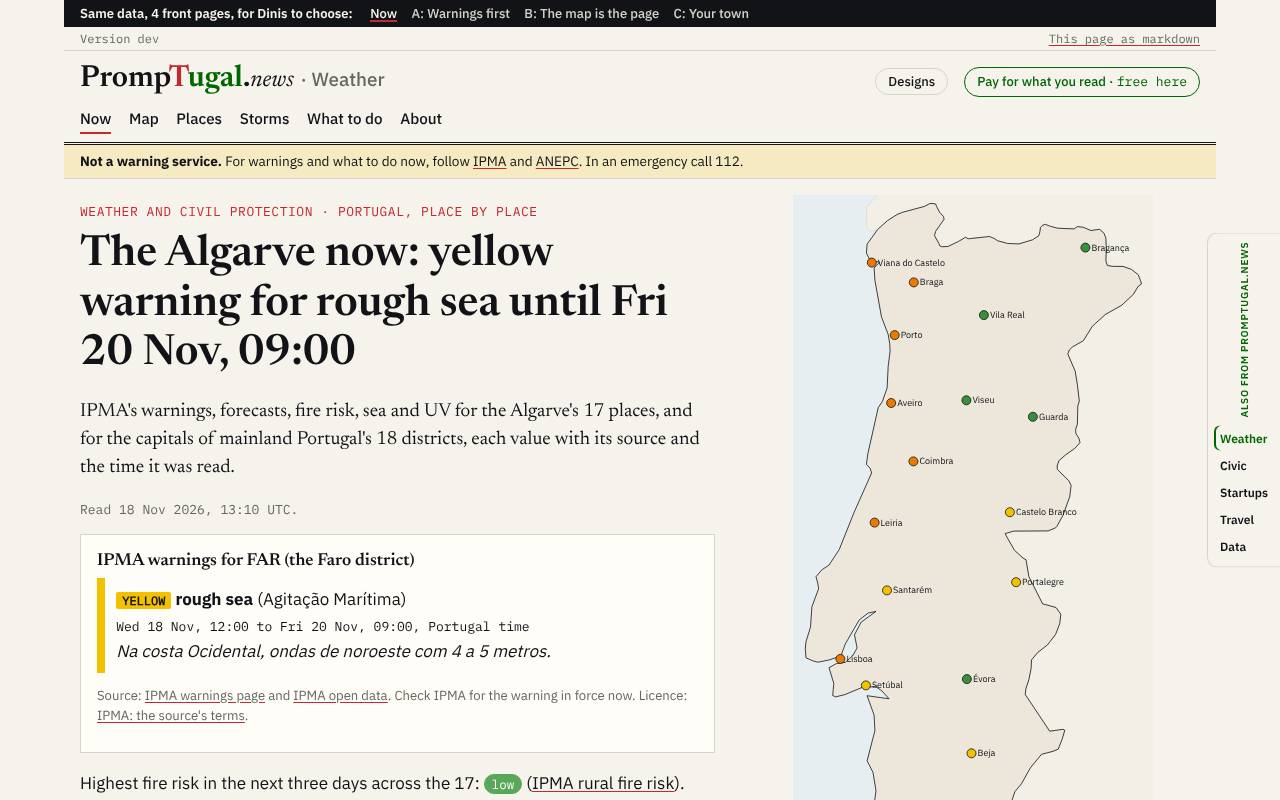 Same data, 4 front pages, for Dinis to choose: Now A: Warnings first B: The map is the page C: Your town
Version dev
This page as markdown
PrompTugal.news · Weather
Designs
Pay for what you read · free here
Now Map Places Storms What to do About
Not a warning service. For warnings and what to do now, follow IPMA and ANEPC. In an emergency call 112.
WEATHER AND CIVIL PROTECTION · PORTUGAL, PLACE BY PLACE
The Algarve now: yellow
warning for rough sea until Fri
20 Nov, 09:00
IPMA's warnings, forecasts, fire risk, sea and UV for the Algarve's 17 places, and
for the capitals of mainland Portugal's 18 districts, each value with its source and
the time it was read.
Read 18 Nov 2026, 13:10 UTC.
IPMA warnings for FAR (the Faro district)
YELLOW rough sea (Agitação Marítima)
Wed 18 Nov, 12:00 to Fri 20 Nov, 09:00, Portugal time
Na costa Ocidental, ondas de noroeste com 4 a 5 metros.
Source: IPMA warnings page and IPMA open data. Check IPMA for the warning in force now. Licence:
IPMA: the source's terms.
Highest fire risk in the next three days across the 17: low (IPMA rural fire risk).
Bragança
Viana do Castelo
Braga
Vila Real
Porto
Viseu
Aveiro
Guarda
Coimbra
Castelo Branco
Leiria
Portalegre
Santarém
Lisboa
Évora
Setúbal
Beja
ALSO FROM PROMPTUGAL.NEWS
Weather
Civic
Startups
Travel
Data